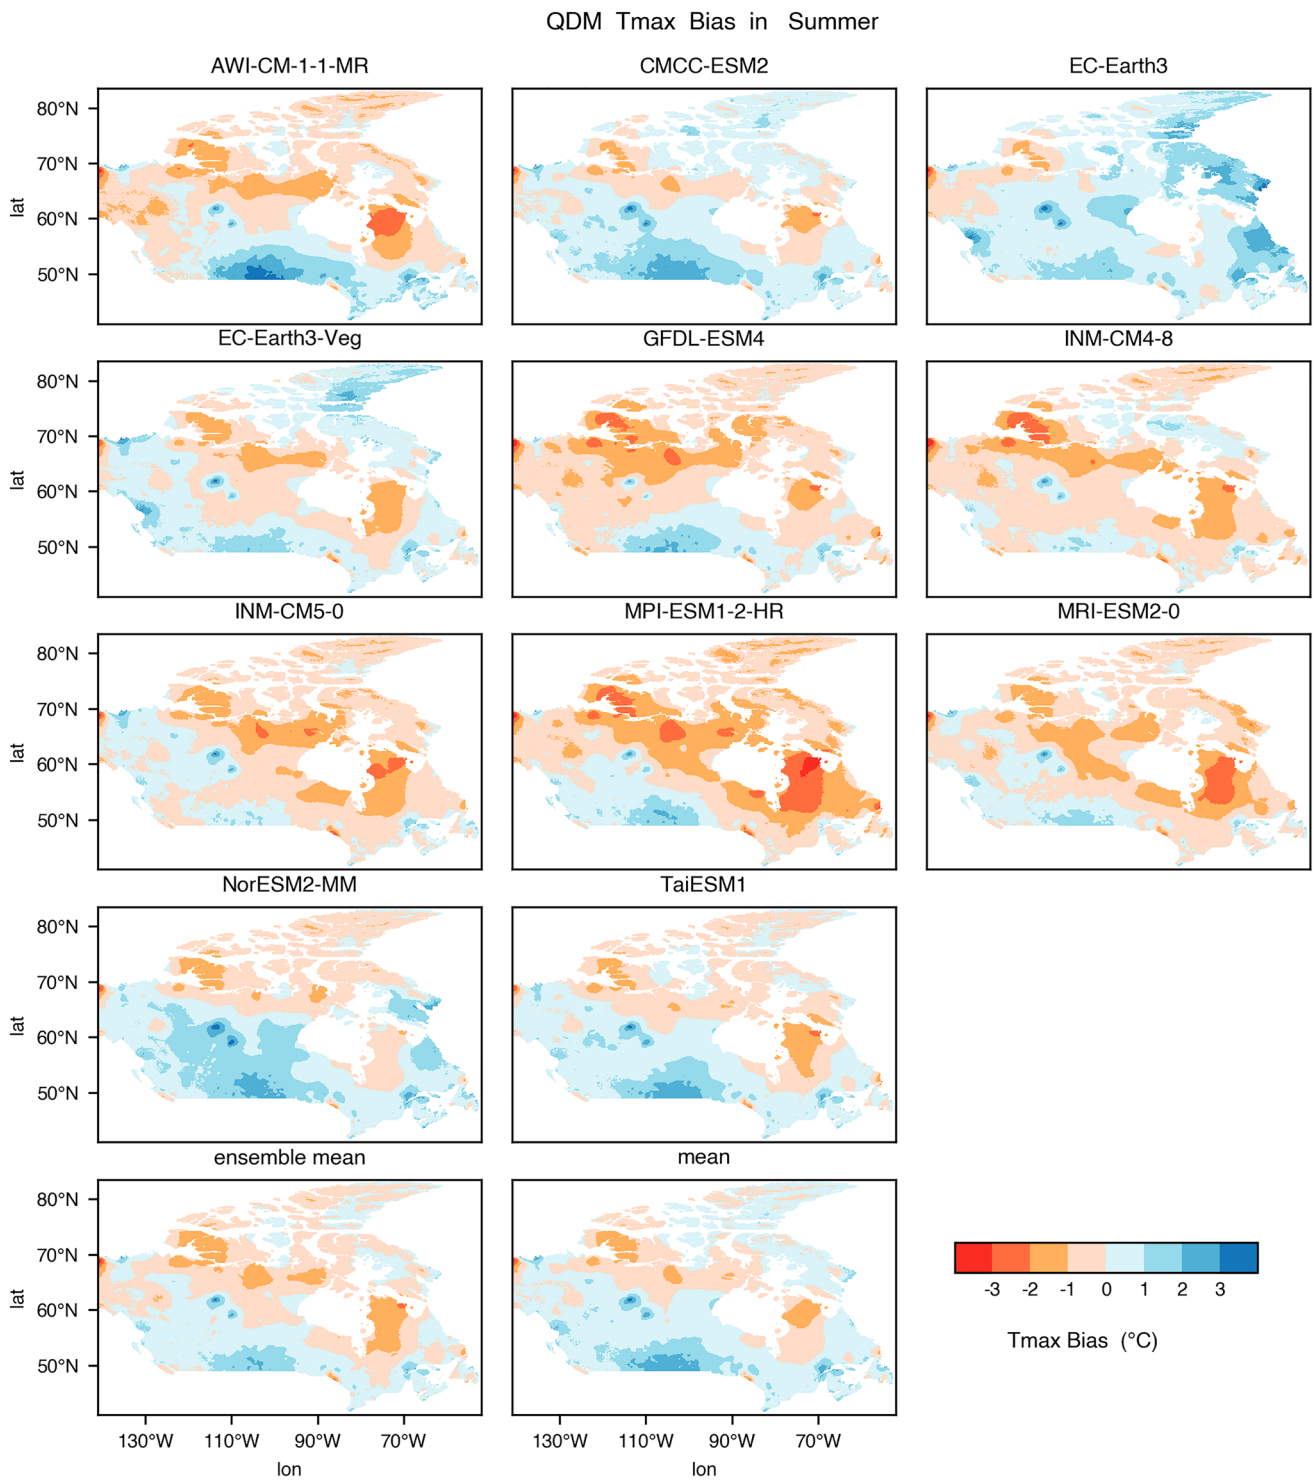 QDM Tmax Bias in Summer
AWI-CM-1-1-MR
CMCC-ESM2
EC-Earth3
80°N
70°N
60°N
50°N
lat
EC-Earth3-Veg
GFDL-ESM4
INM-CM4-8
80°N
70°N
60°N
50°N
lat
INM-CM5-0
MPI-ESM1-2-HR
MRI-ESM2-0
80°N
70°N
60°N
50°N
lat
NorESM2-MM
TaiESM1
80°N
70°N
60°N
50°N
lat
ensemble mean
mean
80°N
70°N
60°N
50°N
lat
130°W 110°W 90°W 70°W
lon
130°W 110°W 90°W 70°W
lon
-3 -2 -1 0 1 2 3
Tmax Bias (°C)